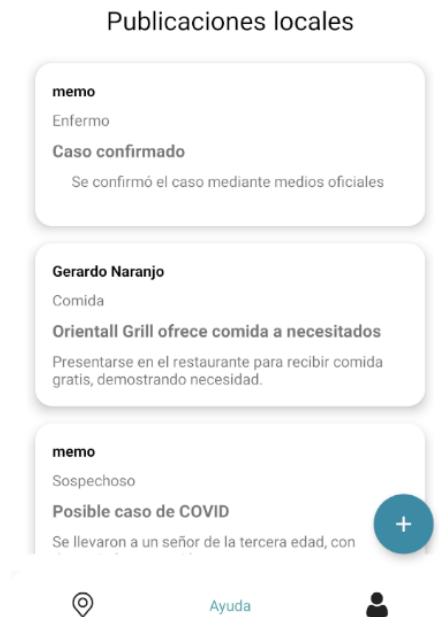 Publicaciones locales
memo
Enfermo
Caso confirmado
Se confirmó el caso mediante medios oficiales
Gerardo Naranjo
Comida
Orientall Grill ofrece comida a necesitados
Presentarse en el restaurante para recibir comida
gratis, demostrando necesidad.
memo
Sospechoso
Posible caso de COVID
Se llevaron a un señor de la tercera edad, con
+
Ayuda